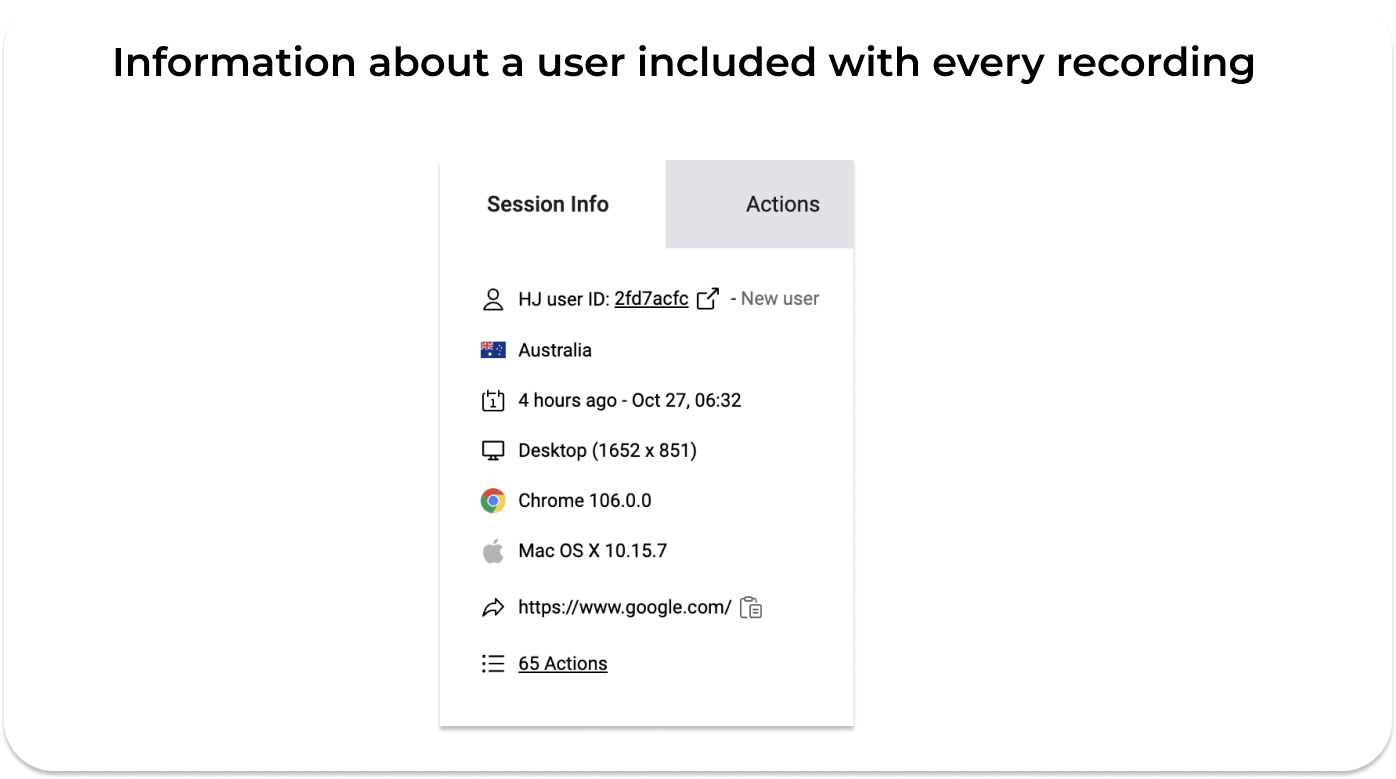 Information about a user included with every recording
Session Info
Actions
HJ user ID: 2fd7acfc - New user
Australia
4 hours ago - Oct 27, 06:32
Desktop (1652 x 851)
Chrome 106.0.0
Mac OS X 10.15.7
https://www.google.com/
65 Actions